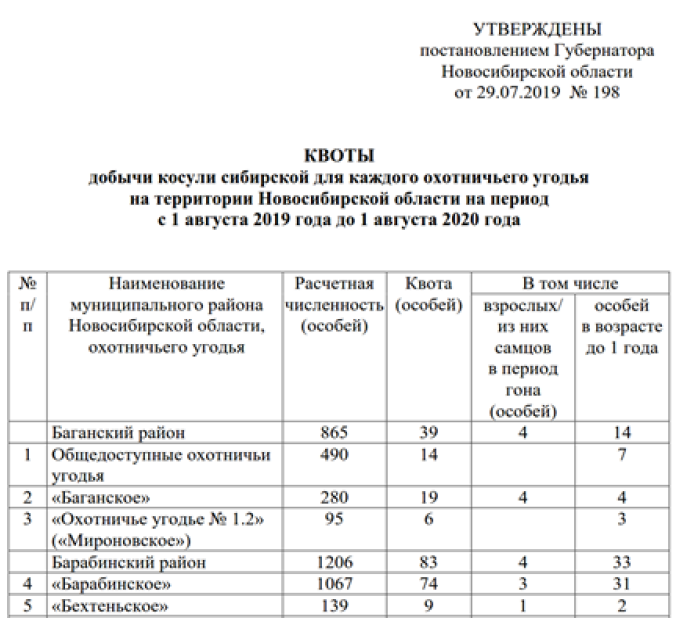 УТВЕРЖДЕНЫ
постановлением Губернатора
Новосибирской области
от 29.07.2019 № 198
КВОТЫ
добычи косули сибирской для каждого охотничьего угодья
на территории Новосибирской области на период
с 1 августа 2019 года до 1 августа 2020 года
№ п/п Наименование муниципального района Новосибирской области, охотничьего угодья Расчетная численность (особей) Квота (особей) В том числе
взрослых/ из них самцов в период гона (особей) особей в возрасте до 1 года
Баганский район 865 39 4 14
1 Общедоступные охотничьи 490 14 7
угодья
2 «Баганское» 280 19 4 4
3 «Охотничье угодье № 1.2» 95 6 3
(«Мироновское»)
Барабинский район 1206 83 4 33
4 «Барабинское» 1067 74 3 31
5 «Бехтеньское» 139 9 1 2